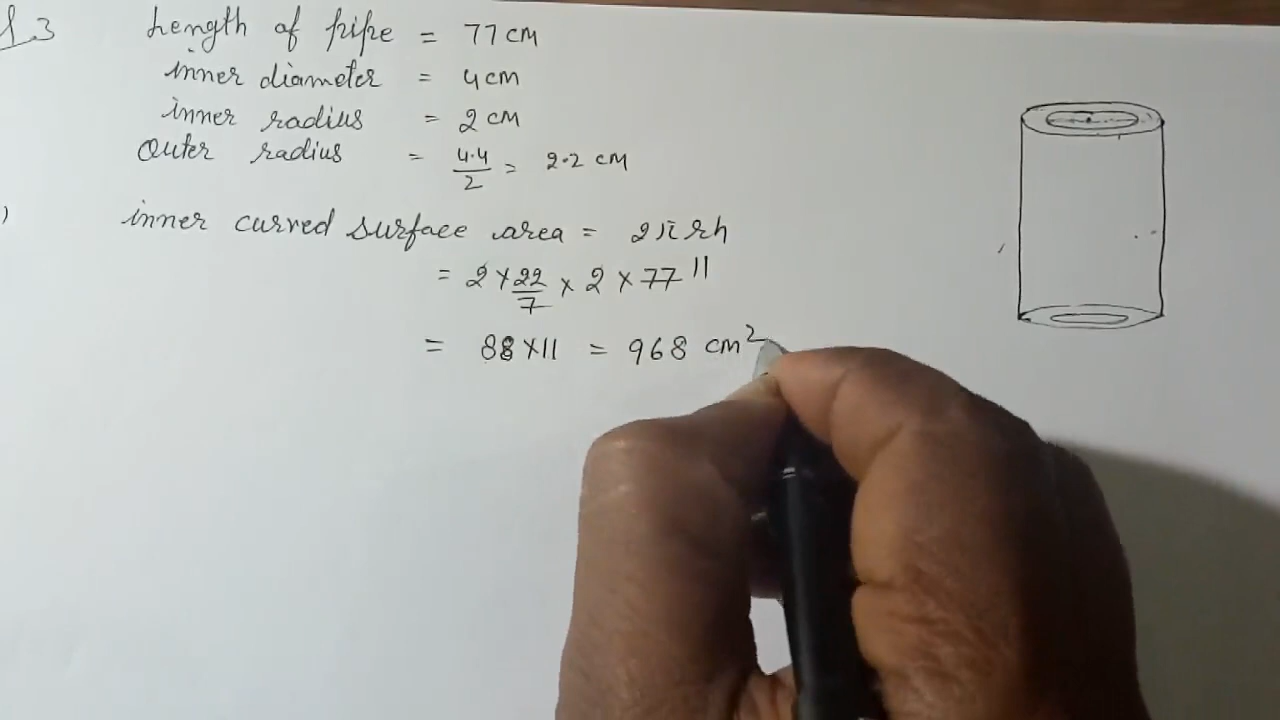 Q.3 Length of pipe = 77 cm
inner diameter = 4 cm
inner radius = 2 cm
Outer radius = 4.4/2 = 2.2 cm
) inner curved surface area = 2πrh
= 2 × 22/7 × 2 × 77 11
= 88 × 11 = 968 cm²